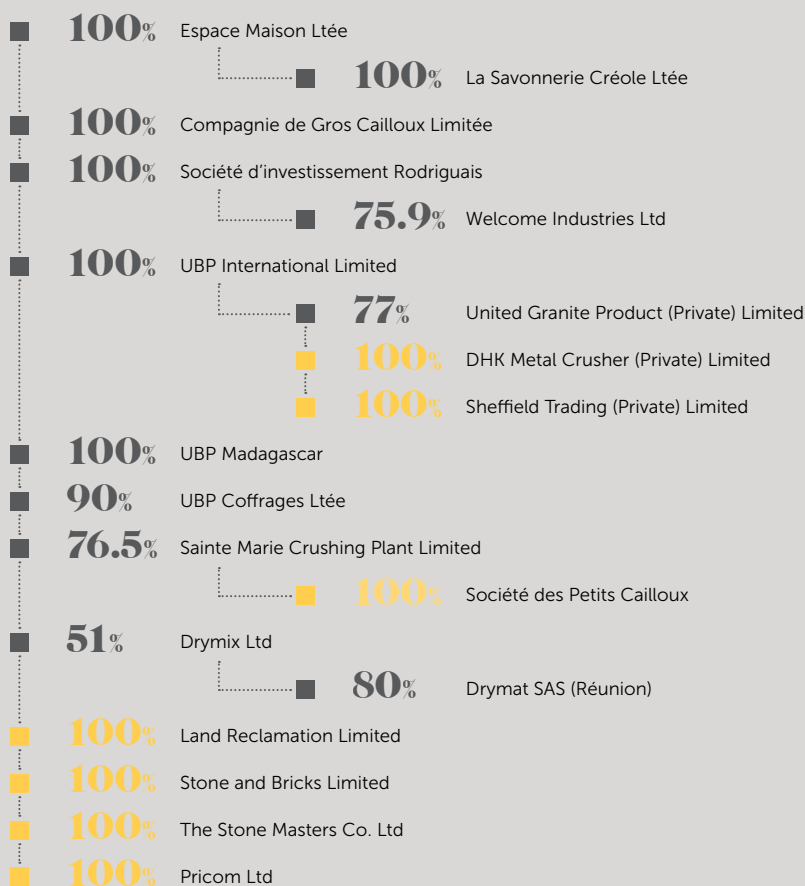 100% Espace Maison Ltée
100% La Savonnerie Créole Ltée
100% Compagnie de Gros Cailloux Limitée
100% Société d'investissement Rodriguais
75.9% Welcome Industries Ltd
100% UBP International Limited
77% United Granite Product (Private) Limited
100% DHK Metal Crusher (Private) Limited
100% Sheffield Trading (Private) Limited
100% UBP Madagascar
90% UBP Coffrages Ltée
76.5% Sainte Marie Crushing Plant Limited
100% Société des Petits Cailloux
51% Drymix Ltd
80% Drymat SAS (Réunion)
100% Land Reclamation Limited
100% Stone and Bricks Limited
100% The Stone Masters Co. Ltd
100% Pricom Ltd